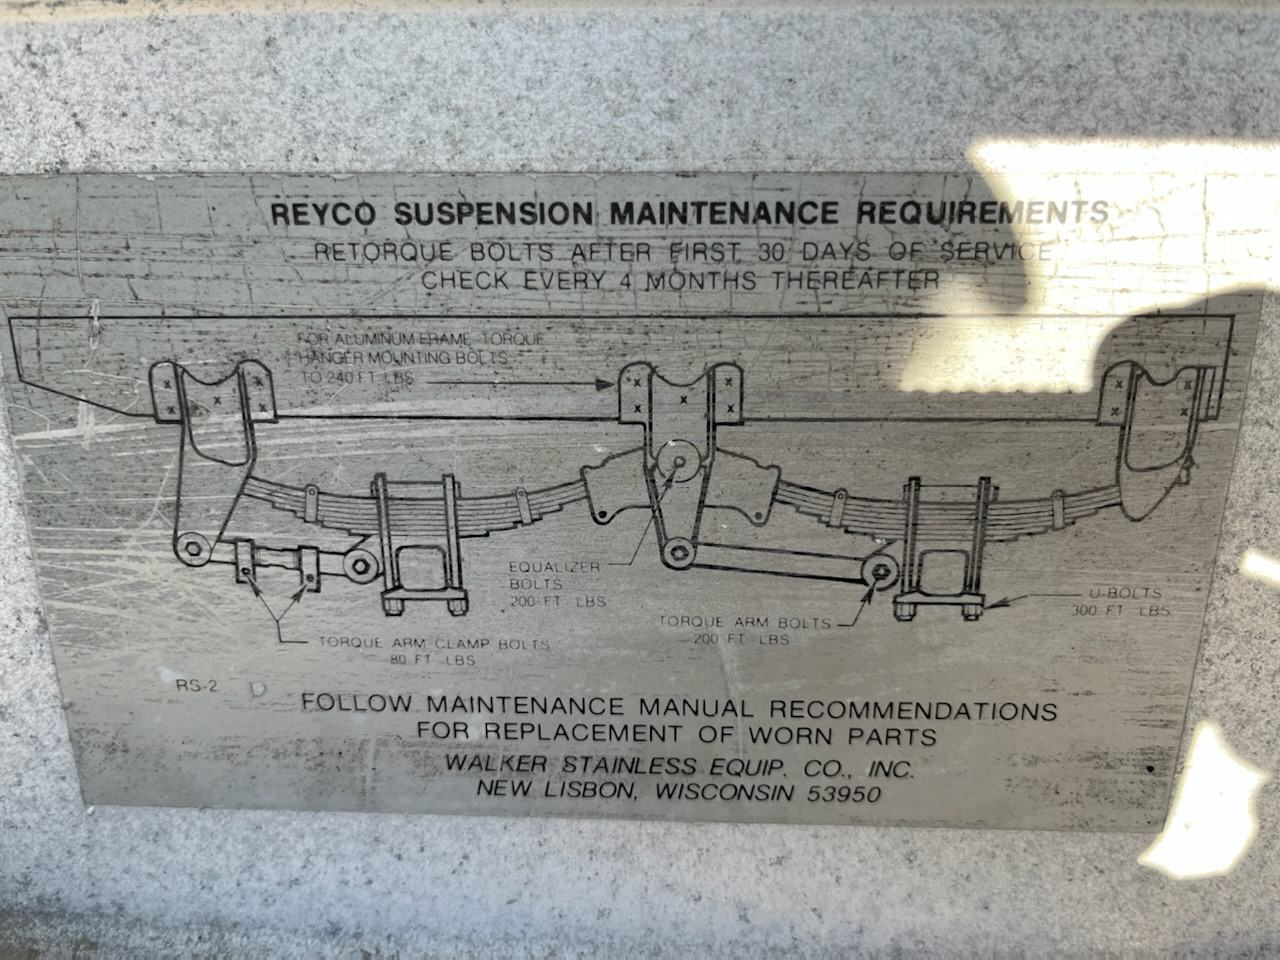 REYCO SUSPENSION MAINTENANCE REQUIREMENTS
RETORQUE BOLTS AFTER FIRST 30 DAYS OF SERVICE
CHECK EVERY 4 MONTHS THEREAFTER
FOR ALUMINUM FRAME, TORQUE
HANGER MOUNTING BOLTS
TO 240 FT LBS
EQUALIZER
BOLTS
200 FT LBS
U-BOLTS
300 FT LBS
TORQUE ARM BOLTS
200 FT LBS
TORQUE ARM CLAMP BOLTS
80 FT LBS
RS-2
FOLLOW MAINTENANCE MANUAL RECOMMENDATIONS
FOR REPLACEMENT OF WORN PARTS
WALKER STAINLESS EQUIP. CO., INC.
NEW LISBON, WISCONSIN 53950